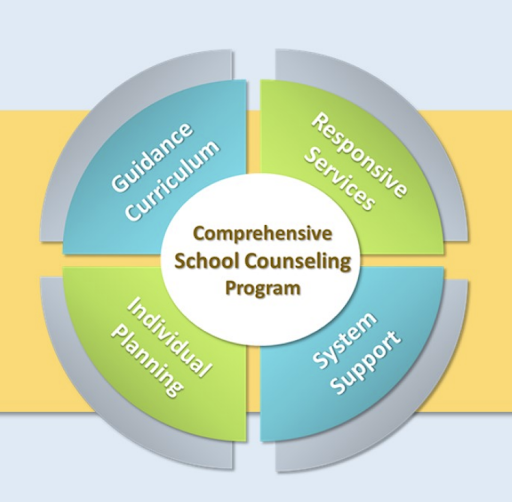 Guidance
Curriculum
Responsive
Services
Comprehensive
School Counseling
Program
Individual
Planning
System
Support